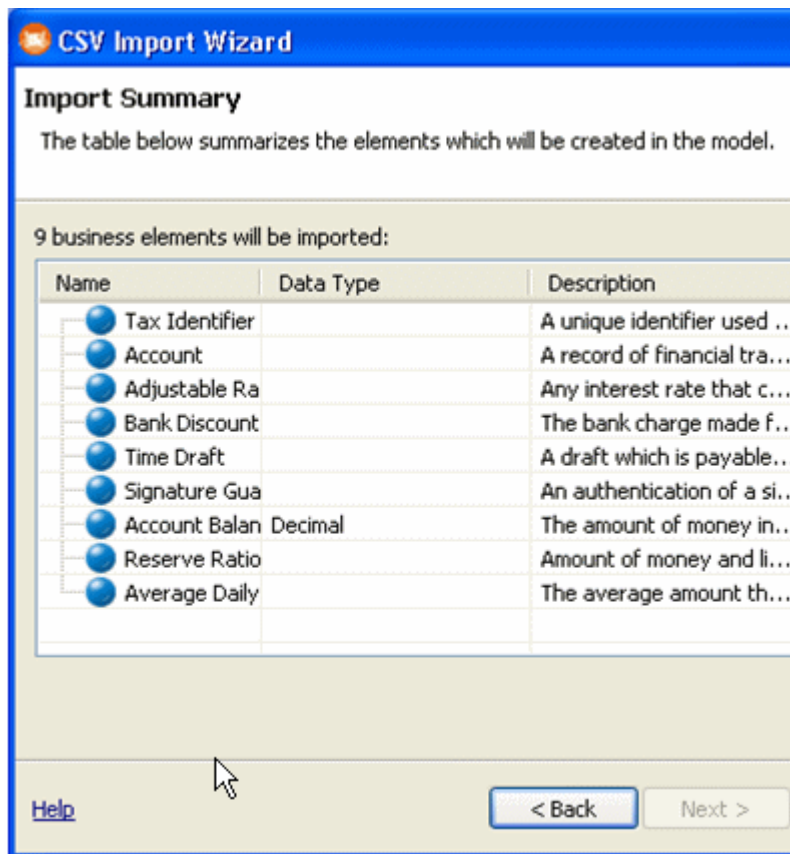 CSV Import Wizard
Import Summary
The table below summarizes the elements which will be created in the model.
9 business elements will be imported:
Name Data Type Description
Tax Identifier A unique identifier used ...
Account A record of financial tra...
Adjustable Ra Any interest rate that c...
Bank Discount The bank charge made f...
Time Draft A draft which is payable...
Signature Gua An authentication of a si...
Account Balan Decimal The amount of money in...
Reserve Ratio Amount of money and li...
Average Daily The average amount th...
Help < Back Next >